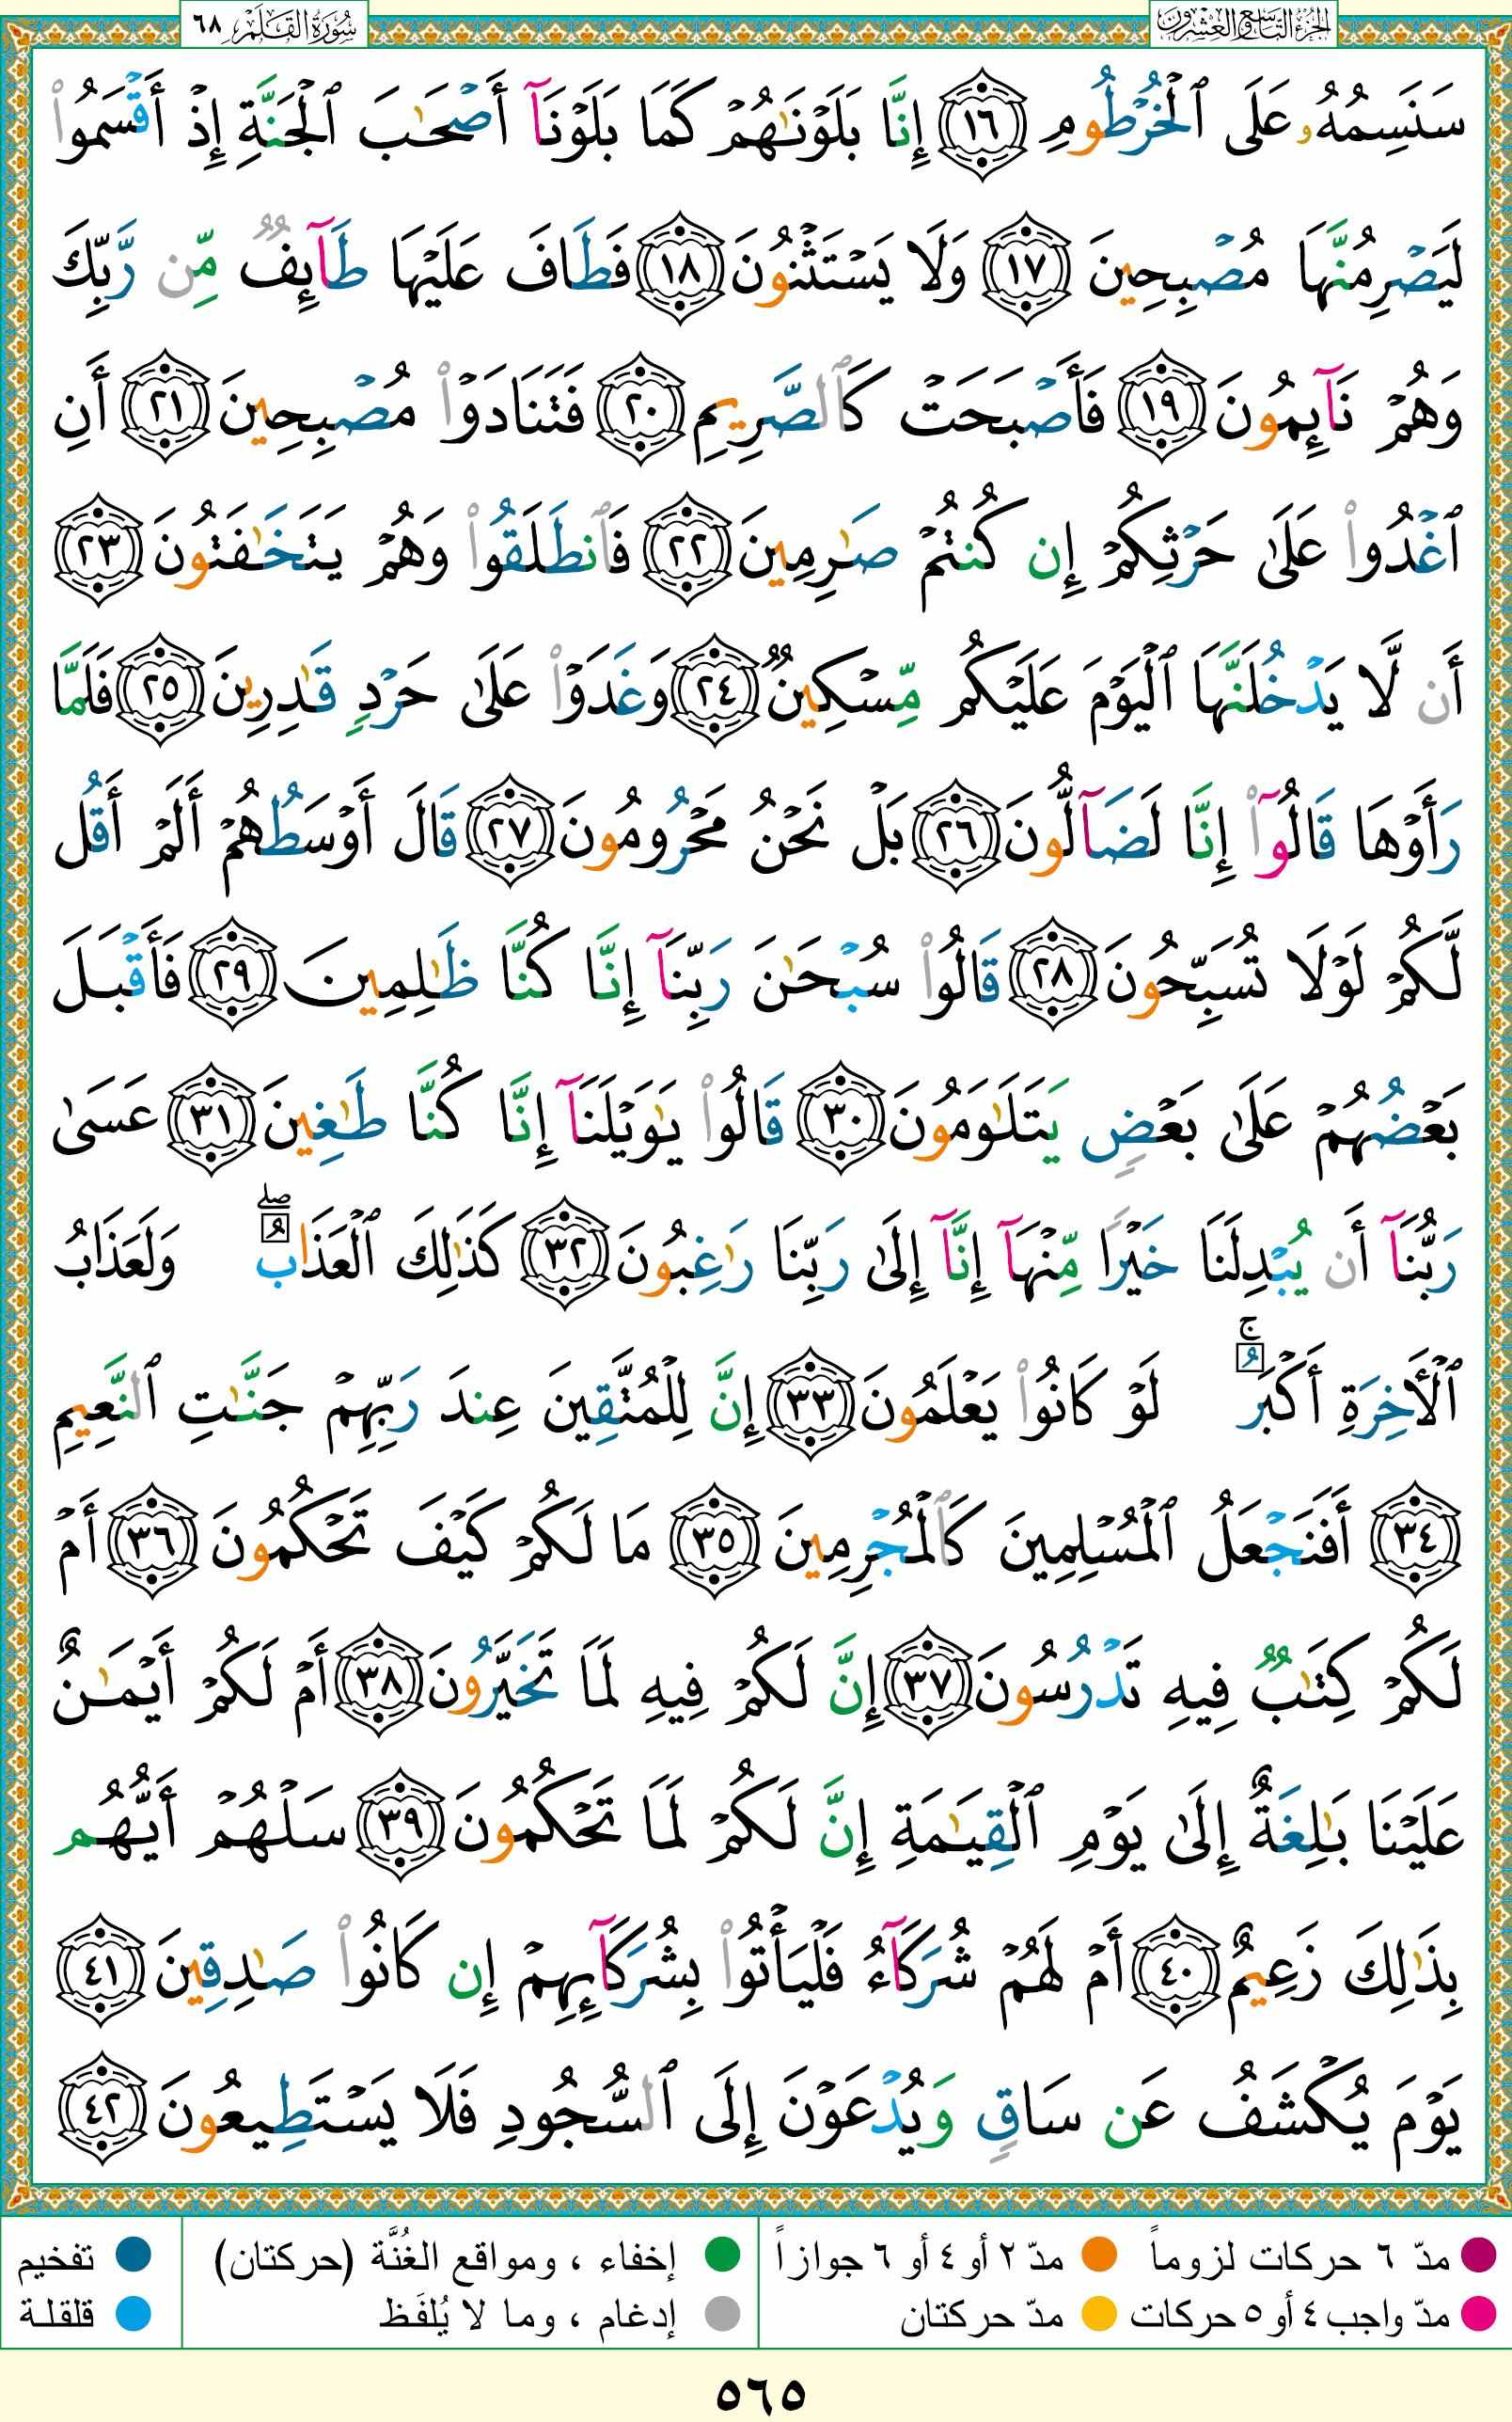 الجزء التاسع والعشرون
سُورَةُ القَلَمِ ٦٨
سَنَسِمُهُۥ عَلَى ٱلْخُرْطُومِ ١٦ إِنَّا بَلَوْنَٰهُمْ كَمَا بَلَوْنَآ أَصْحَٰبَ ٱلْجَنَّةِ إِذْ أَقْسَمُوا۟
لَيَصْرِمُنَّهَا مُصْبِحِينَ ١٧ وَلَا يَسْتَثْنُونَ ١٨ فَطَافَ عَلَيْهَا طَآئِفٌ مِّن رَّبِّكَ
وَهُمْ نَآئِمُونَ ١٩ فَأَصْبَحَتْ كَٱلصَّرِيمِ ٢٠ فَتَنَادَوْا۟ مُصْبِحِينَ ٢١ أَنِ
ٱغْدُوا۟ عَلَىٰ حَرْثِكُمْ إِن كُنتُمْ صَٰرِمِينَ ٢٢ فَٱنطَلَقُوا۟ وَهُمْ يَتَخَٰفَتُونَ ٢٣
أَن لَّا يَدْخُلَنَّهَا ٱلْيَوْمَ عَلَيْكُم مِّسْكِينٌ ٢٤ وَغَدَوْا۟ عَلَىٰ حَرْدٍ قَٰدِرِينَ ٢٥ فَلَمَّا
رَأَوْهَا قَالُوٓا۟ إِنَّا لَضَآلُّونَ ٢٦ بَلْ نَحْنُ مَحْرُومُونَ ٢٧ قَالَ أَوْسَطُهُمْ أَلَمْ أَقُل
لَّكُمْ لَوْلَا تُسَبِّحُونَ ٢٨ قَالُوا۟ سُبْحَٰنَ رَبِّنَآ إِنَّا كُنَّا ظَٰلِمِينَ ٢٩ فَأَقْبَلَ
بَعْضُهُمْ عَلَىٰ بَعْضٍ يَتَلَٰوَمُونَ ٣٠ قَالُوا۟ يَٰوَيْلَنَآ إِنَّا كُنَّا طَٰغِينَ ٣١ عَسَىٰ
رَبُّنَآ أَن يُبْدِلَنَا خَيْرًا مِّنْهَآ إِنَّآ إِلَىٰ رَبِّنَا رَٰغِبُونَ ٣٢ كَذَٰلِكَ ٱلْعَذَابُ ۖ وَلَعَذَابُ
ٱلْأَخِرَةِ أَكْبَرُ ۚ لَوْ كَانُوا۟ يَعْلَمُونَ ٣٣ إِنَّ لِلْمُتَّقِينَ عِندَ رَبِّهِمْ جَنَّٰتِ ٱلنَّعِيمِ
٣٤ أَفَنَجْعَلُ ٱلْمُسْلِمِينَ كَٱلْمُجْرِمِينَ ٣٥ مَا لَكُمْ كَيْفَ تَحْكُمُونَ ٣٦ أَمْ
لَكُمْ كِتَٰبٌ فِيهِ تَدْرُسُونَ ٣٧ إِنَّ لَكُمْ فِيهِ لَمَا تَخَيَّرُونَ ٣٨ أَمْ لَكُمْ أَيْمَٰنٌ
عَلَيْنَا بَٰلِغَةٌ إِلَىٰ يَوْمِ ٱلْقِيَٰمَةِ إِنَّ لَكُمْ لَمَا تَحْكُمُونَ ٣٩ سَلْهُمْ أَيُّهُم
بِذَٰلِكَ زَعِيمٌ ٤٠ أَمْ لَهُمْ شُرَكَآءُ فَلْيَأْتُوا۟ بِشُرَكَآئِهِمْ إِن كَانُوا۟ صَٰدِقِينَ ٤١
يَوْمَ يُكْشَفُ عَن سَاقٍ وَيُدْعَوْنَ إِلَى ٱلسُّجُودِ فَلَا يَسْتَطِيعُونَ ٤٢
مدّ ٦ حركات لزوماً مدّ ٢ أو ٤ أو ٦ جوازاً إخفاء ، ومواقع الغُنَّة (حركتان) تفخيم
مدّ واجب ٤ أو ٥ حركات مدّ حركتان إدغام ، وما لا يُلفَظ قلقلة
٥٦٥